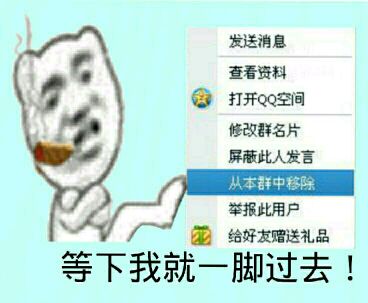 发送消息
查看资料
打开QQ空间
修改群名片
屏蔽此人发言
从本群中移除
举报此用户
给好友赠送礼品
等下我就一脚过去！